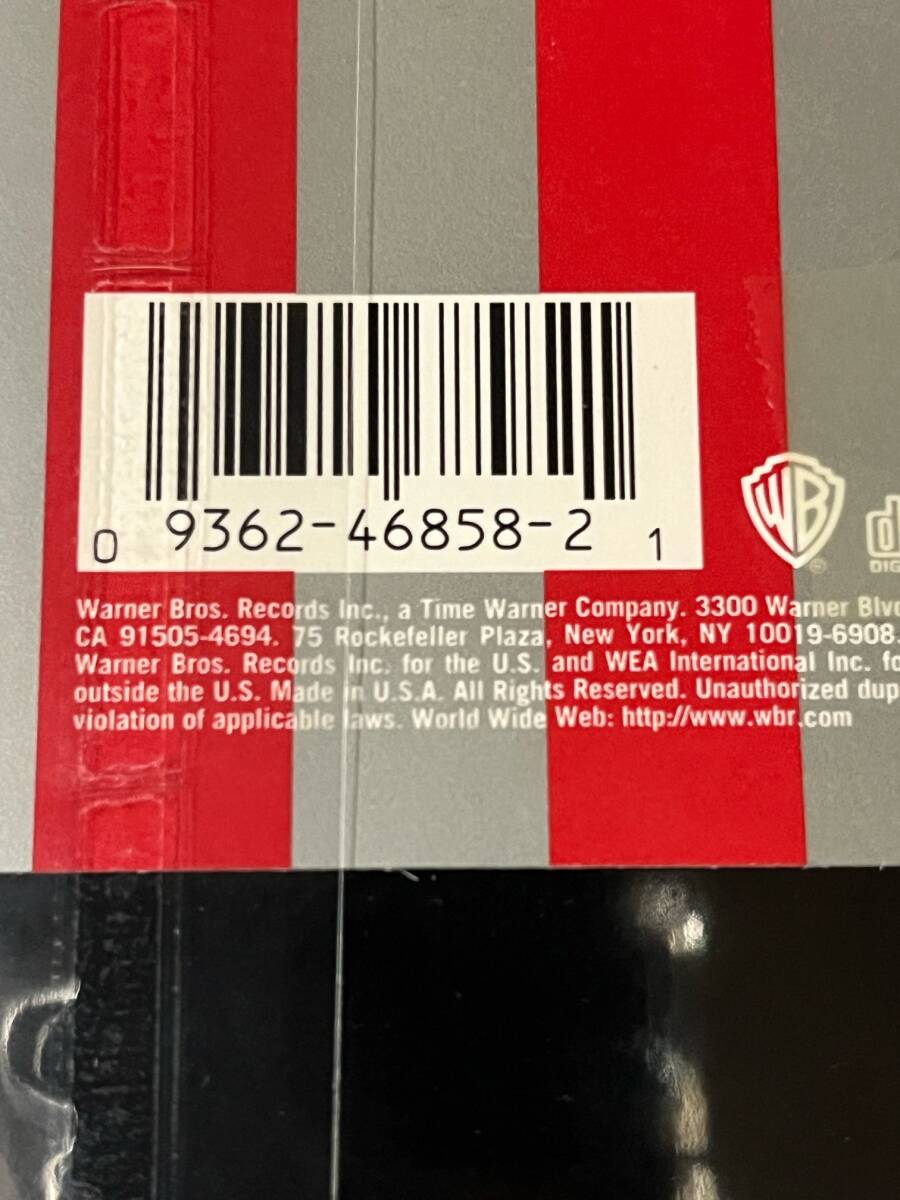 0 9362-46858-2 1
WB ®
Warner Bros. Records Inc., a Time Warner Company. 3300 Warner Blvd
CA 91505-4694. 75 Rockefeller Plaza, New York, NY 10019-6908.
Warner Bros. Records Inc. for the U.S. and WEA International Inc. fo
outside the U.S. Made in U.S.A. All Rights Reserved. Unauthorized dup
violation of applicable laws. World Wide Web: http://www.wbr.com